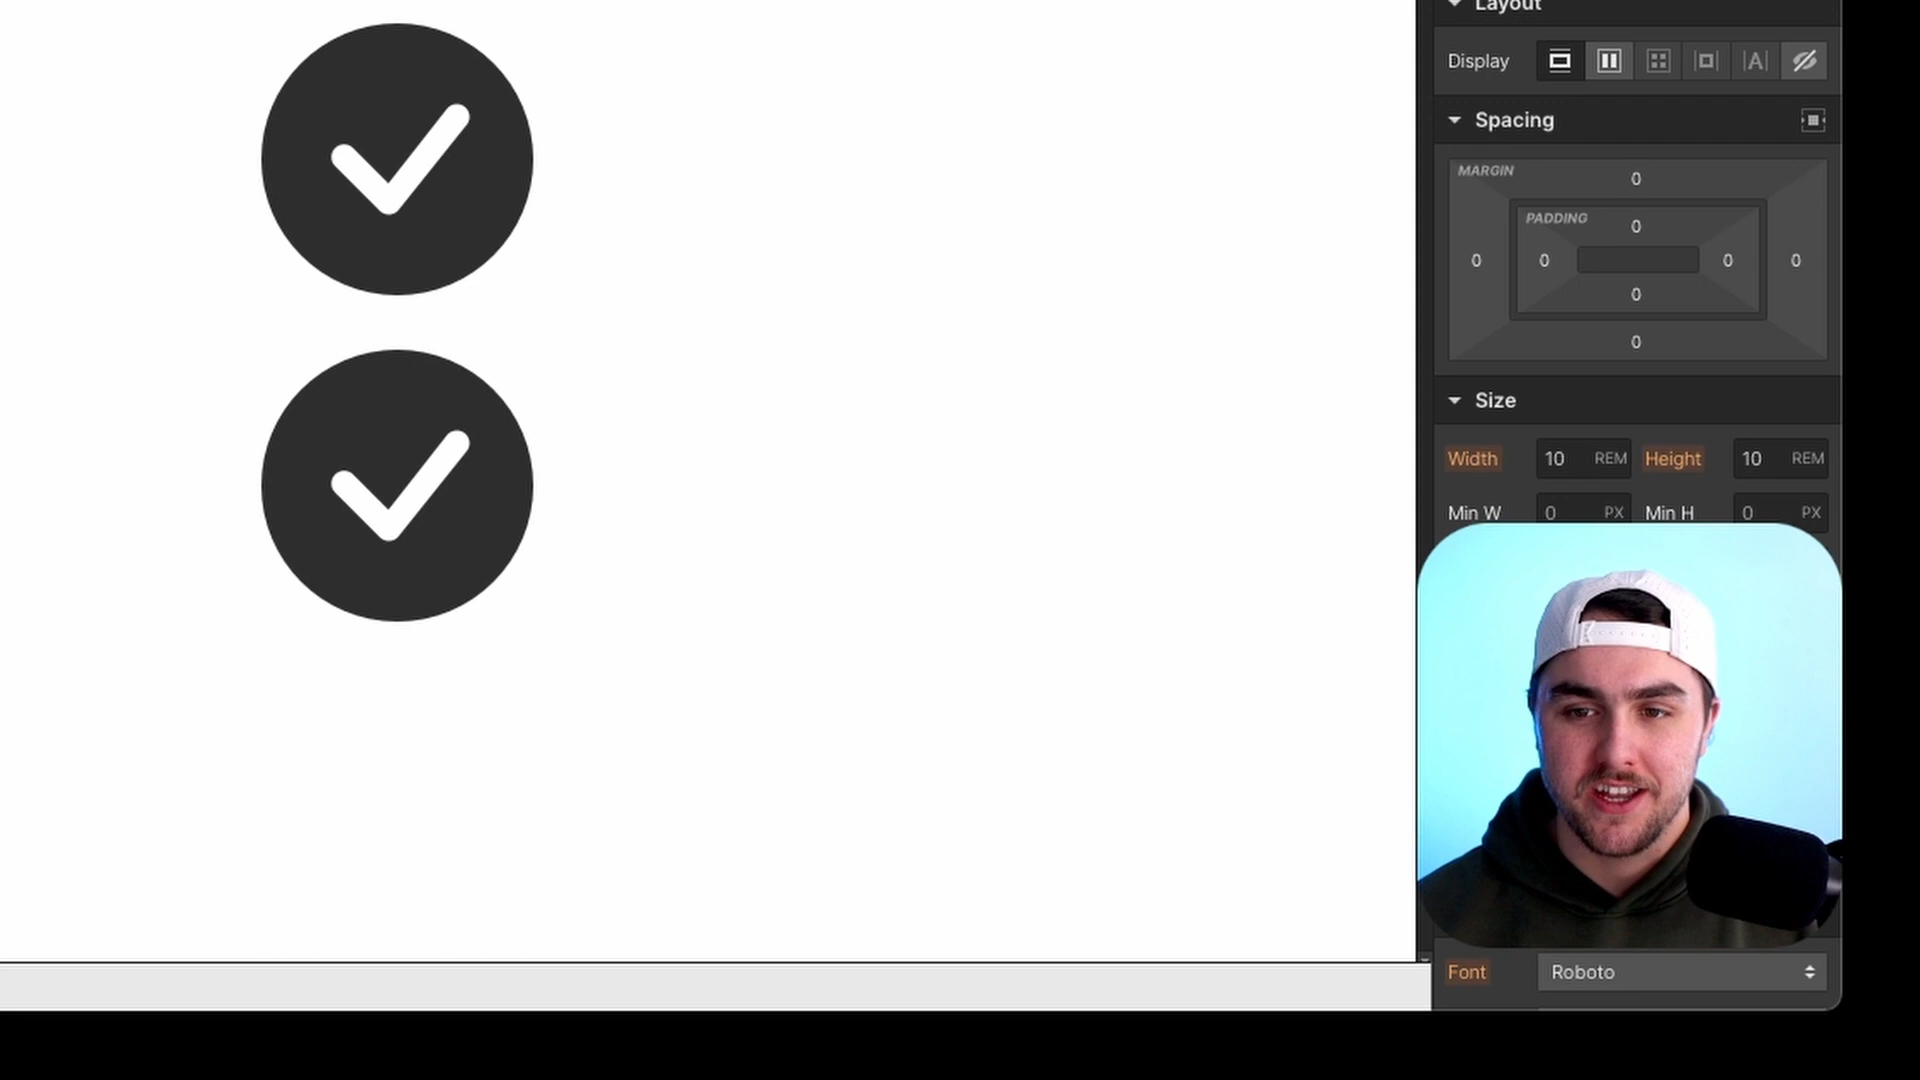 Layout
Display
Spacing
MARGIN
0
PADDING
0
0 0 0 0
0
0
Size
Width 10 REM Height 10 REM
Min W 0 PX Min H 0 PX
Font Roboto